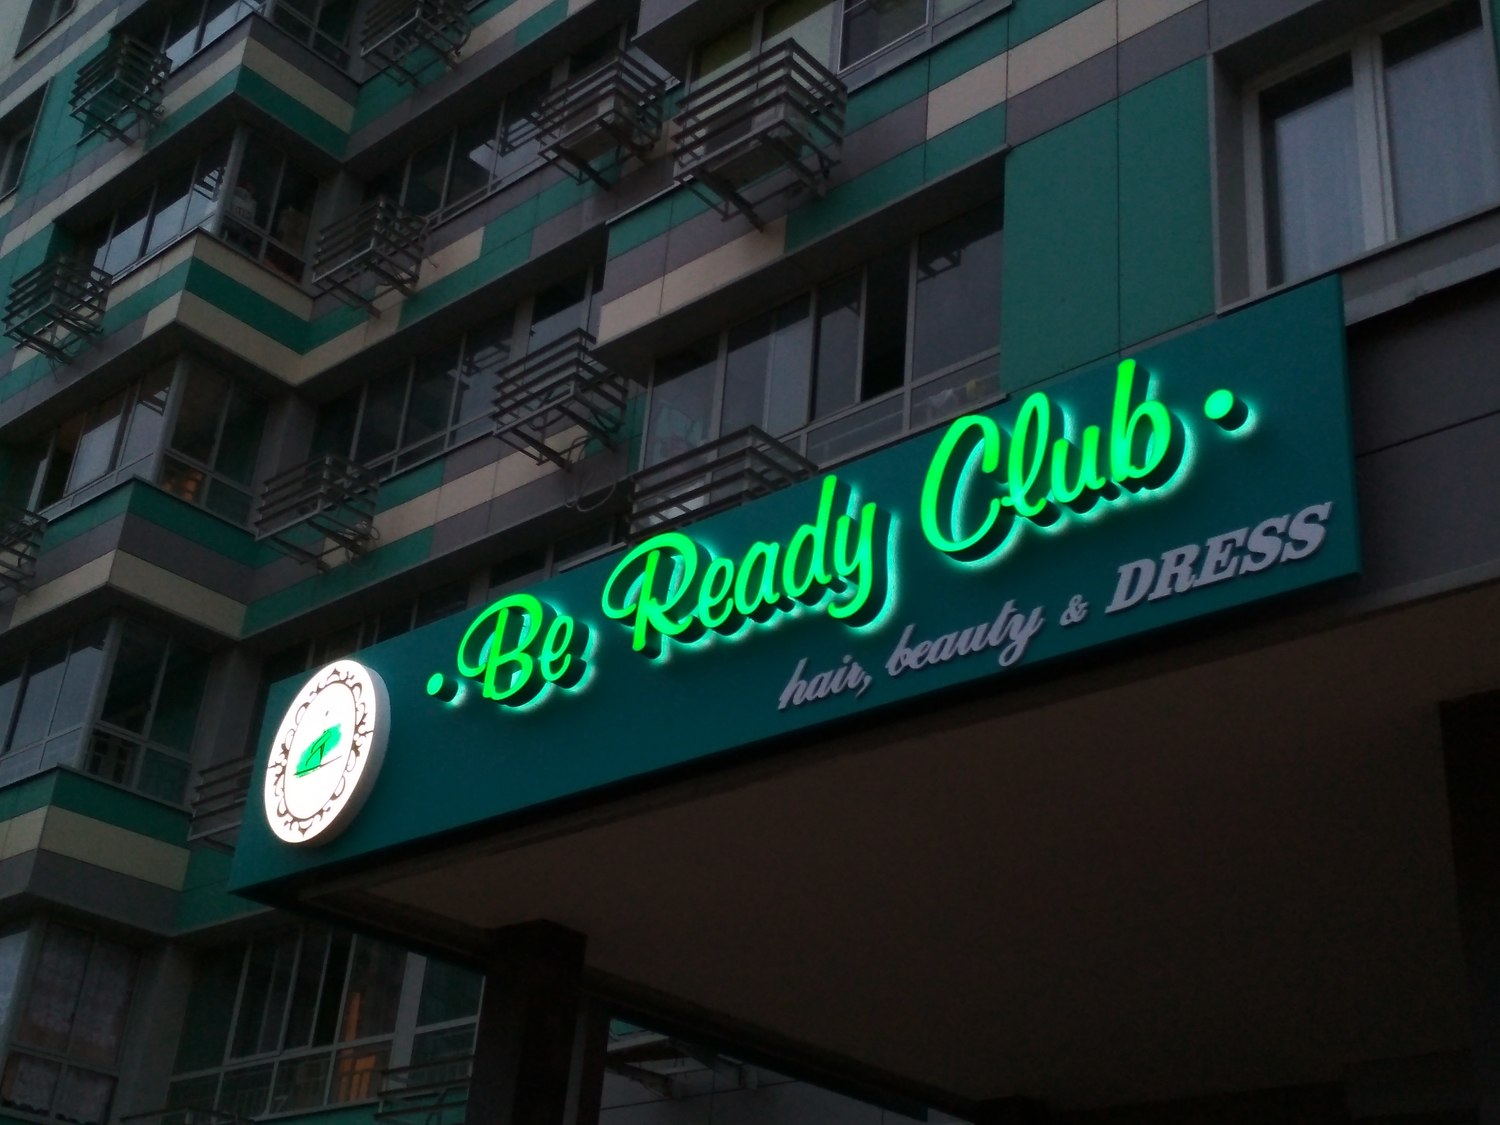 • Be Ready Club •
hair, beauty & DRESS